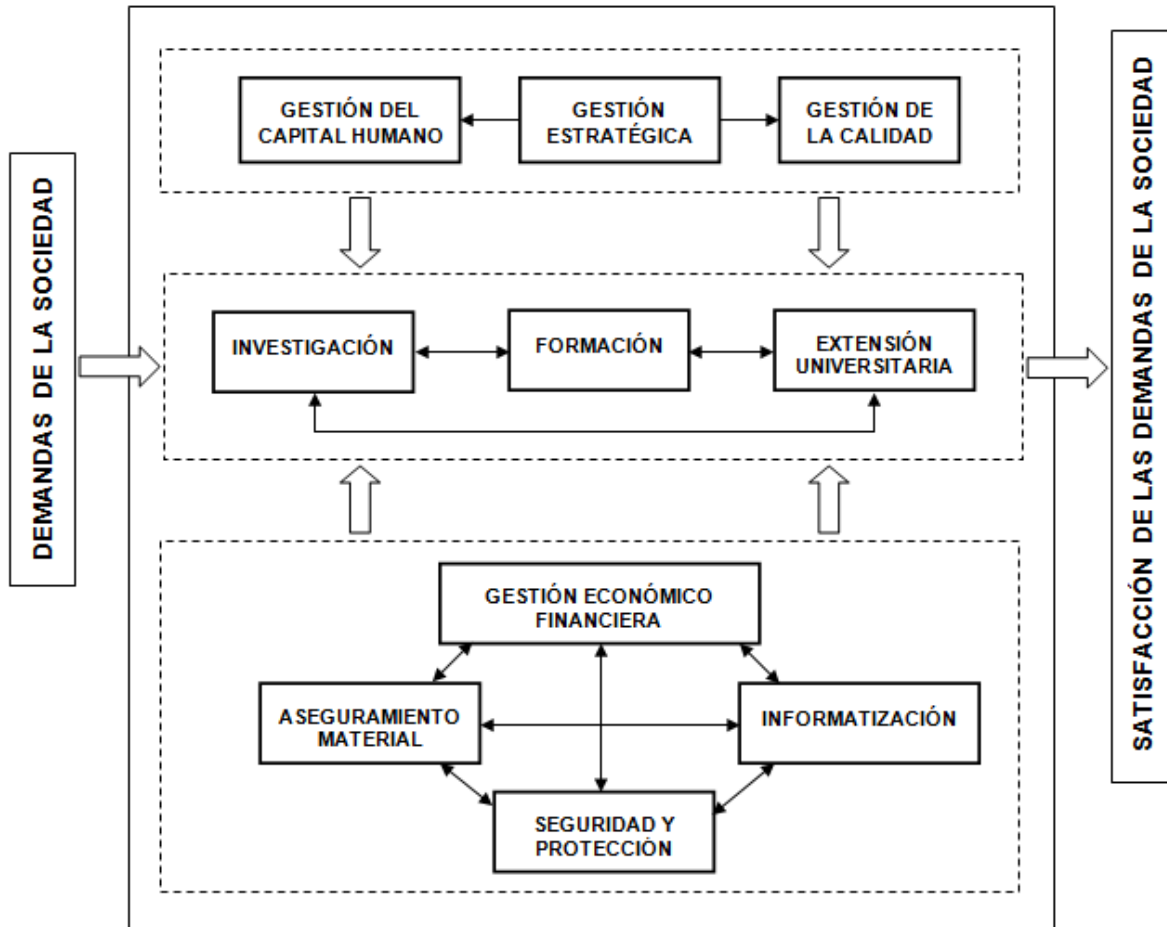 DEMANDAS DE LA SOCIEDAD
GESTIÓN DEL
CAPITAL HUMANO
GESTIÓN
ESTRATÉGICA
GESTIÓN DE
LA CALIDAD
INVESTIGACIÓN
FORMACIÓN
EXTENSIÓN
UNIVERSITARIA
GESTIÓN ECONÓMICO
FINANCIERA
ASEGURAMIENTO
MATERIAL
INFORMATIZACIÓN
SEGURIDAD Y
PROTECCIÓN
SATISFACCIÓN DE LAS DEMANDAS DE LA SOCIEDAD